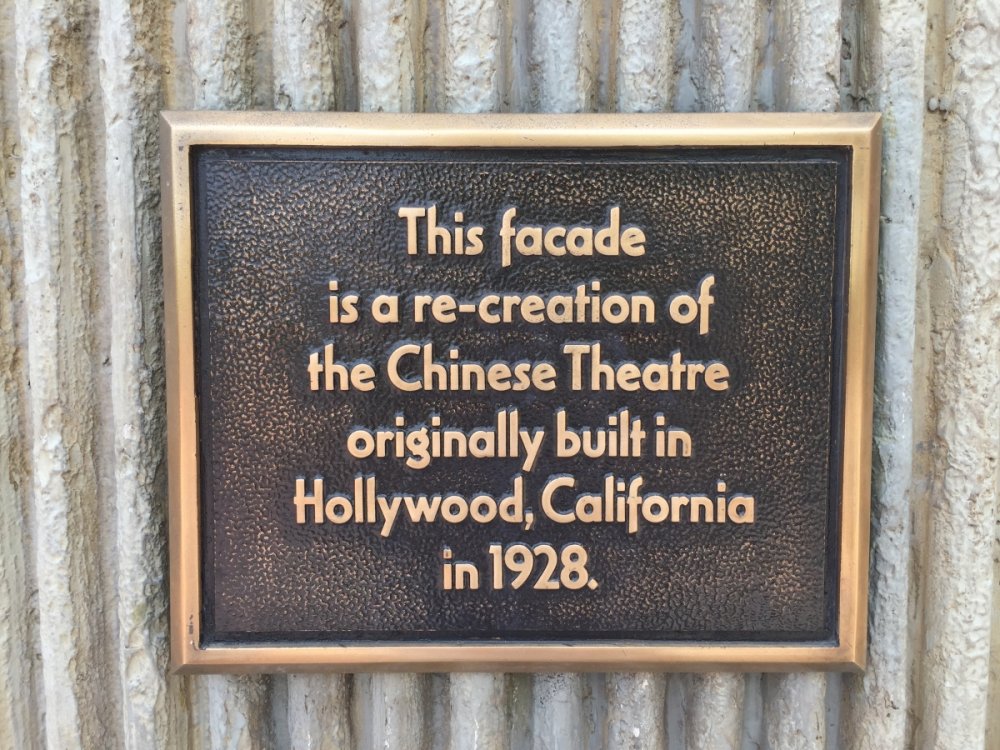 This facade
is a re-creation of
the Chinese Theatre
originally built in
Hollywood, California
in 1928.